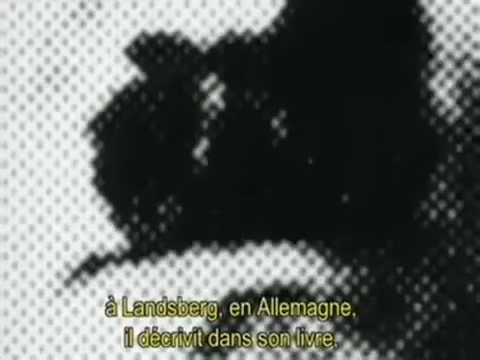 à Landsberg, en Allemagne,
il décrivit dans son livre,